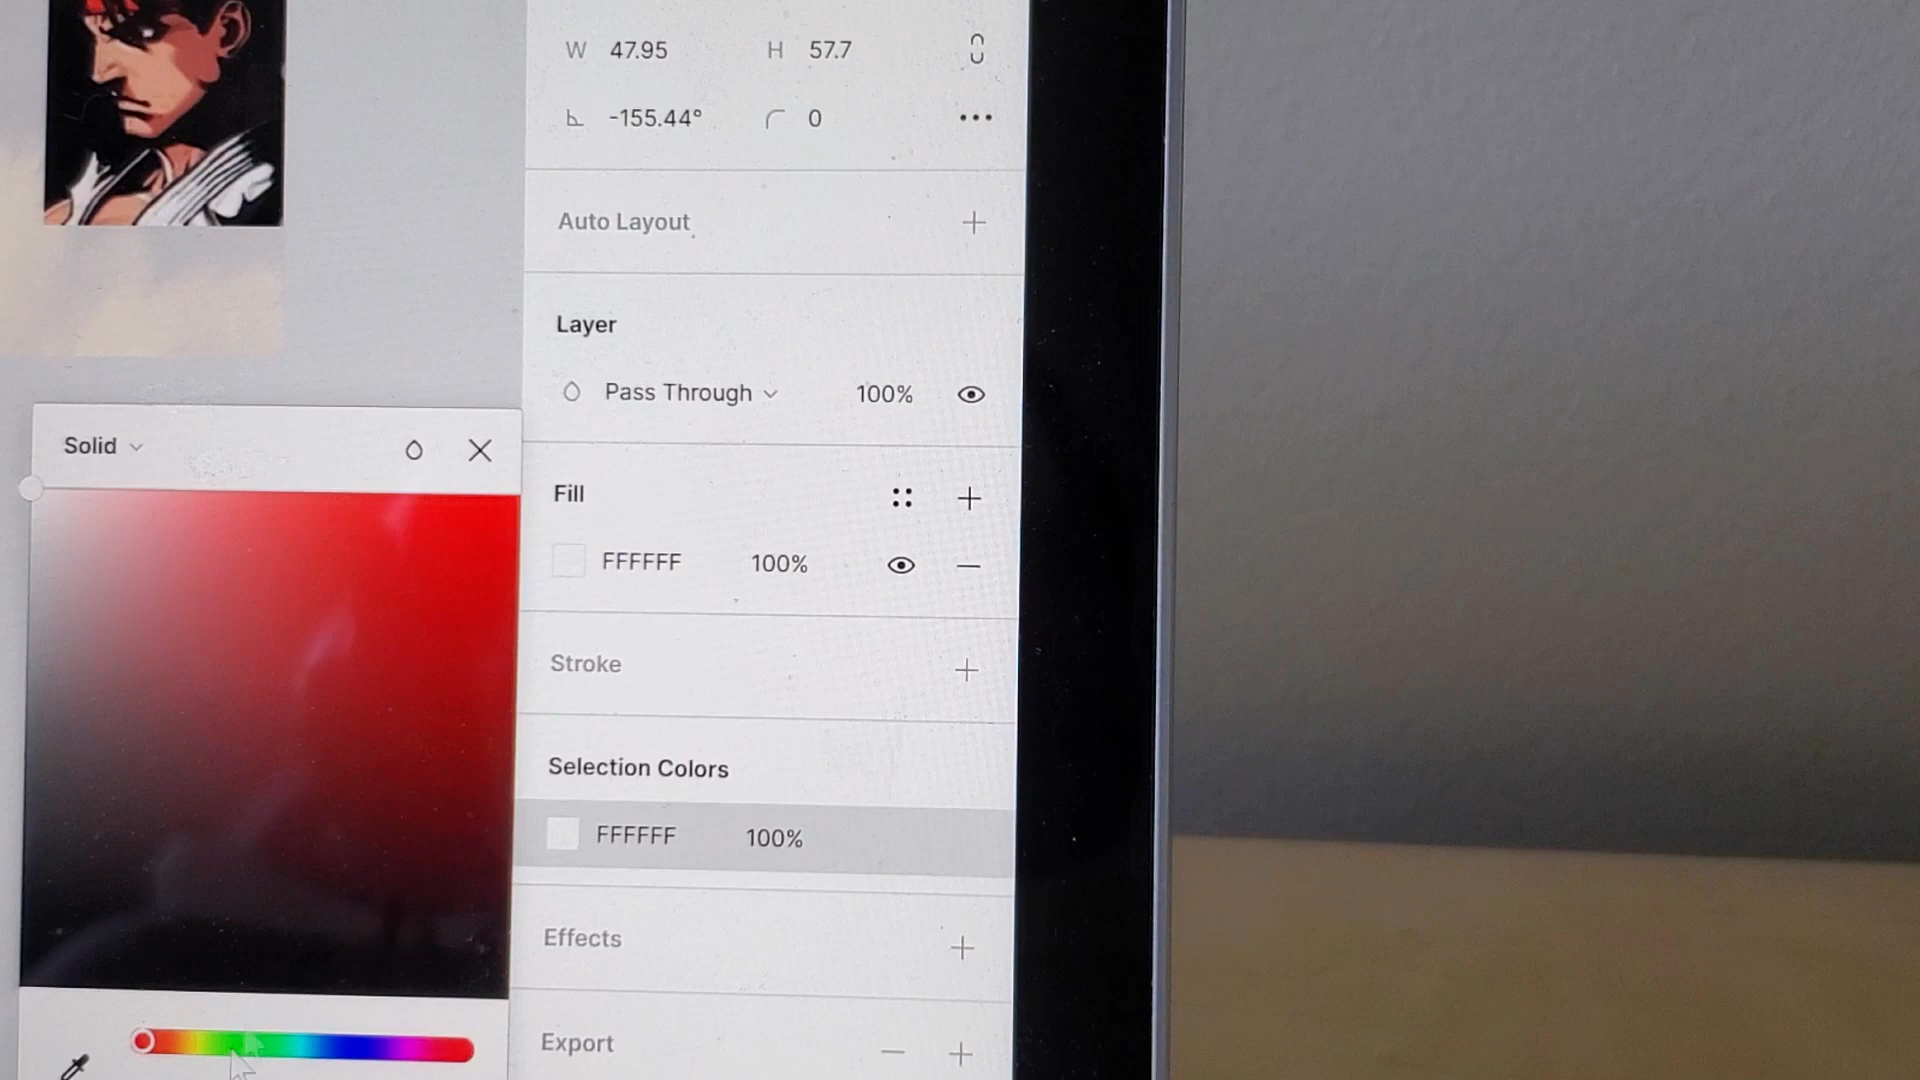 W 47.95 H 57.7
-155.44° 0
Auto Layout
Layer
Pass Through 100%
Solid
Fill
FFFFFF 100%
Stroke
Selection Colors
FFFFFF 100%
Effects
Export